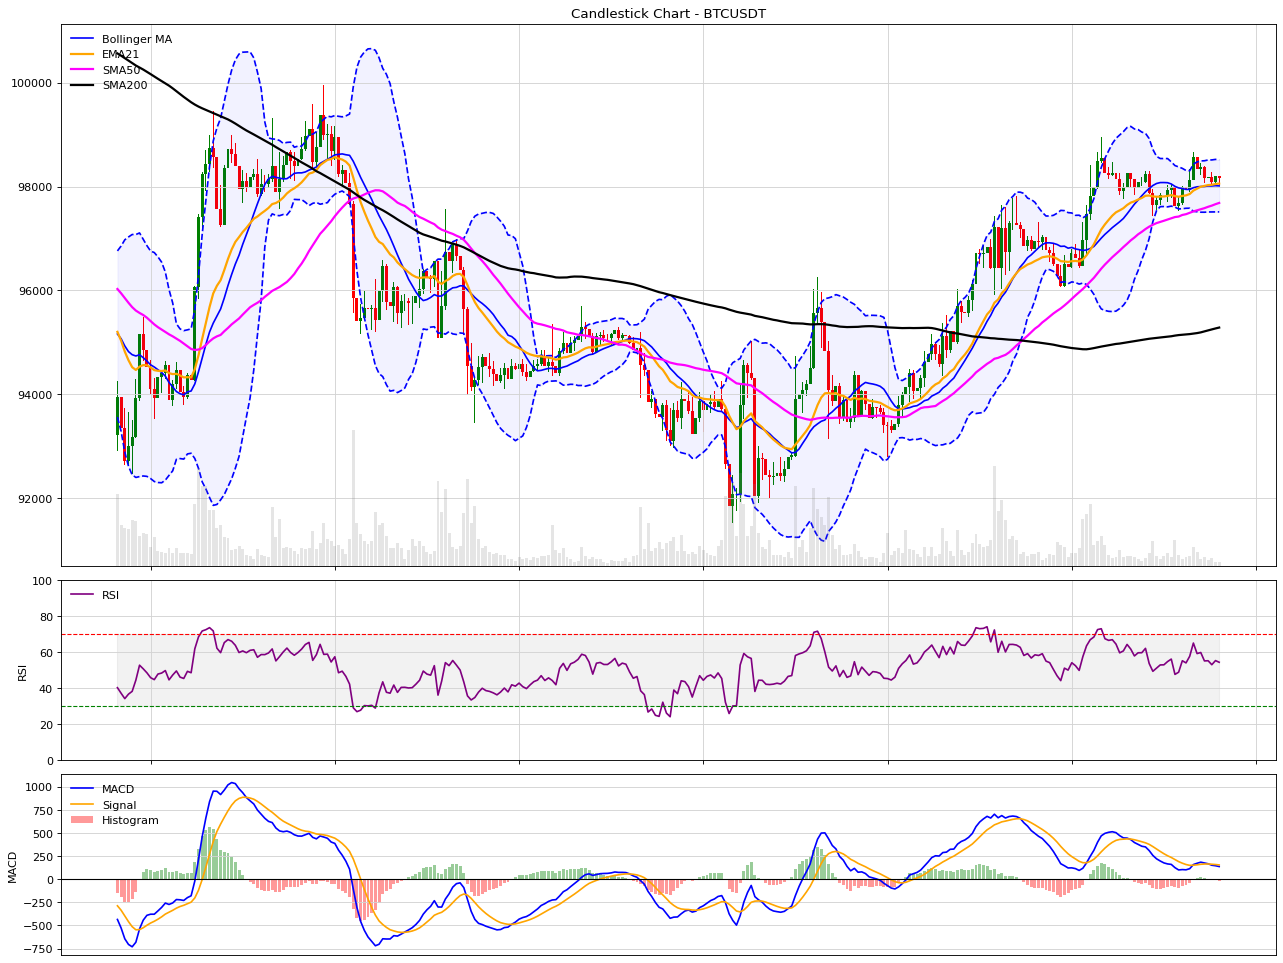 Candlestick Chart - BTCUSDT
Bollinger MA
EMA21
SMA50
SMA200
100000
98000
96000
94000
92000
RSI
100
80
60
40
20
0
RSI
MACD
Signal
Histogram
1000
750
500
250
0
−250
−500
−750
MACD